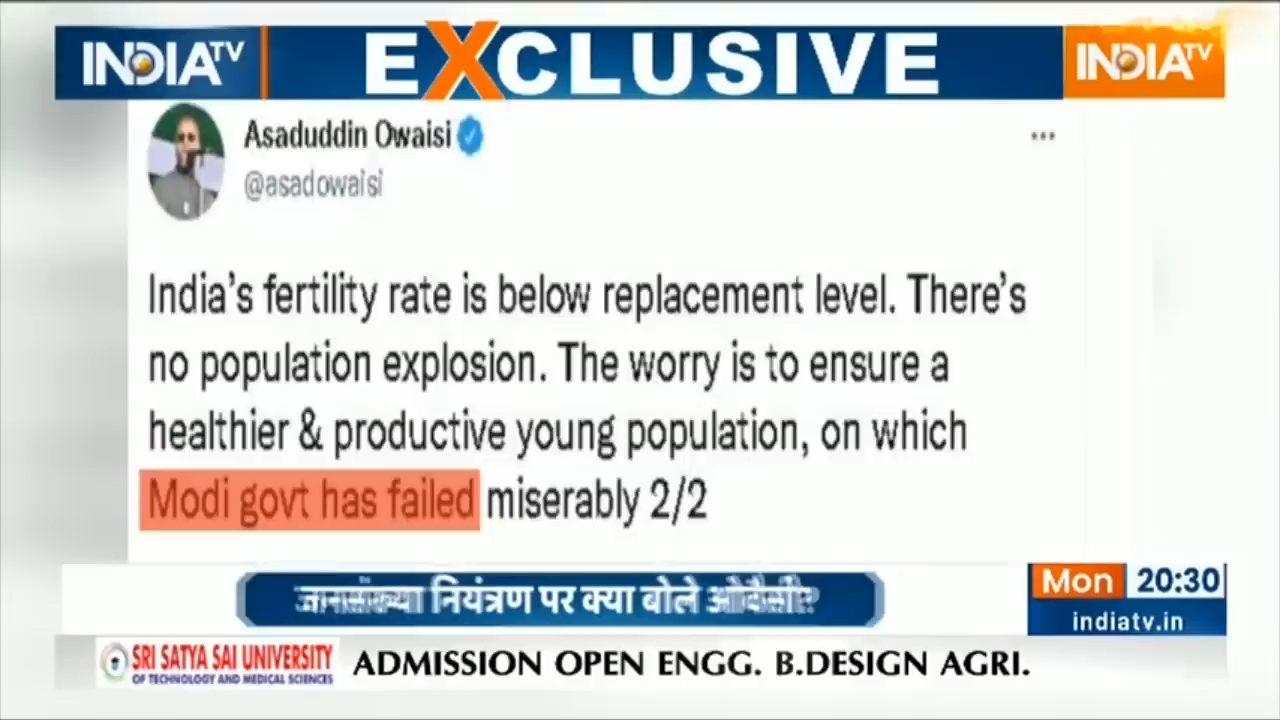 INDIA TV
EXCLUSIVE
INDIA TV
Asaduddin Owaisi
@asadowaisi
India's fertility rate is below replacement level. There's
no population explosion. The worry is to ensure a
healthier & productive young population, on which
Modi govt has failed miserably 2/2
नियंत्रण पर क्या बोले
Mon 20:30
indiatv.in
SRI SATYA SAI UNIVERSITY
OF TECHNOLOGY AND MEDICAL SCIENCES
ADMISSION OPEN ENGG. B.DESIGN AGRI.